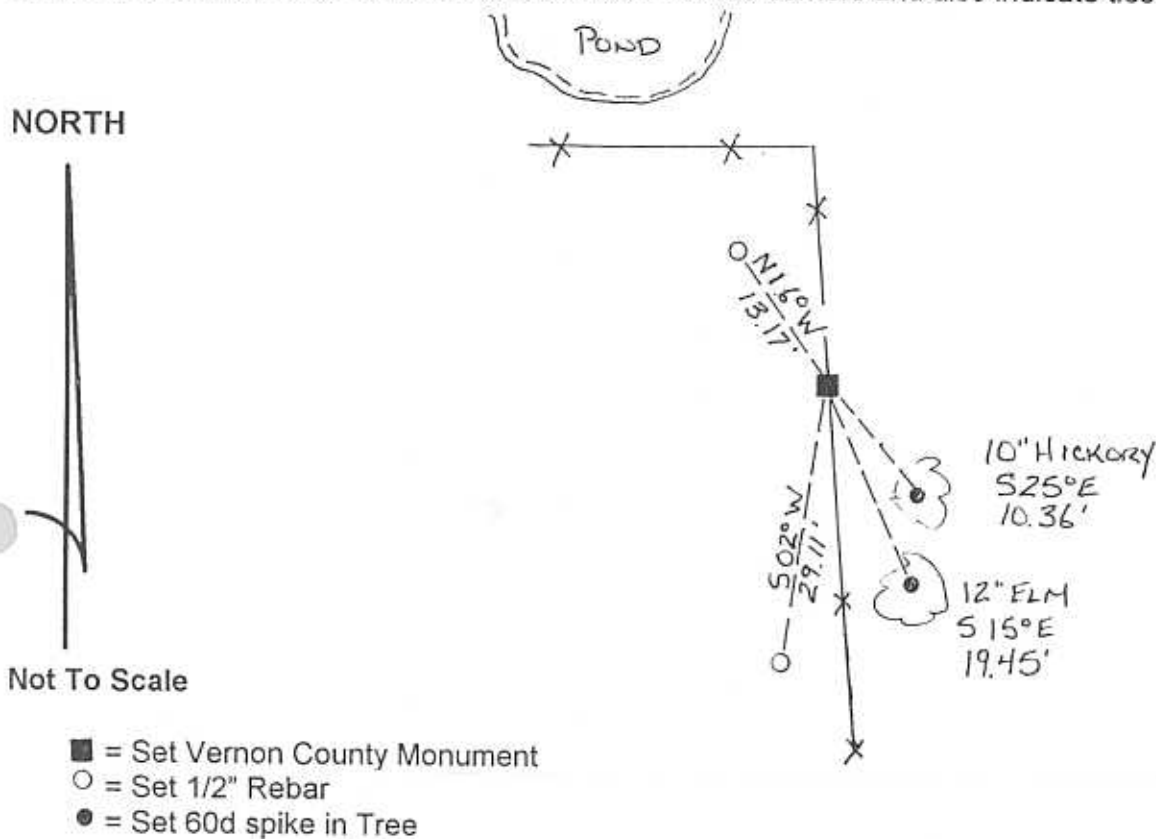 POND
NORTH
N16°W
13.17'
10" HICKORY
S25°E
10.36'
S02°W
29.11'
12" ELM
S 15°E
19.45'
Not To Scale
= Set Vernon County Monument
= Set 1/2" Rebar
= Set 60d spike in Tree